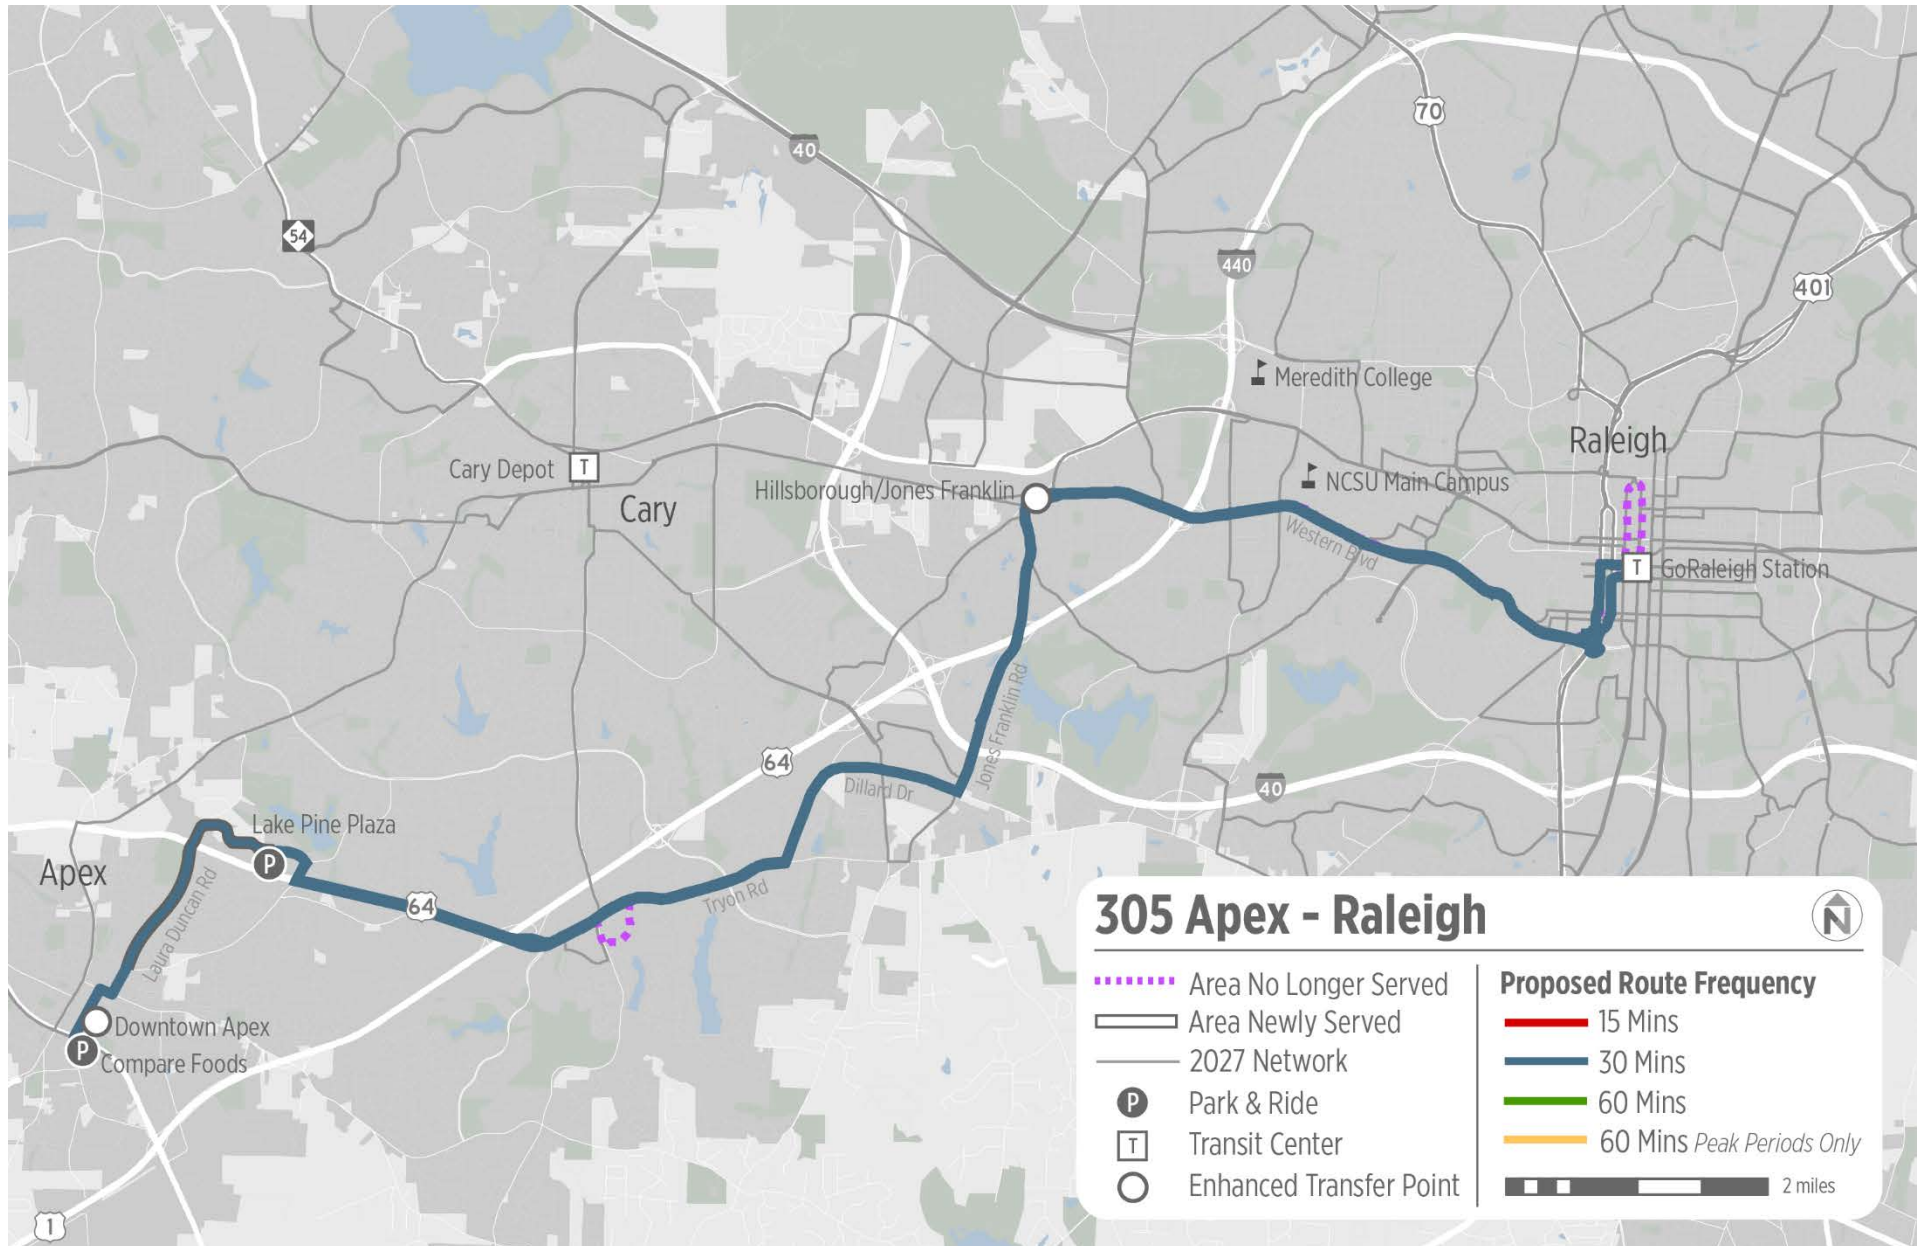 40
70
54
440
401
Meredith College
Raleigh
Cary Depot
T
Cary
Hillsborough/Jones Franklin
NCSU Main Campus
Western Blvd
T
GoRaleigh Station
Jones Franklin Rd
64
Dillard Dr
40
Lake Pine Plaza
P
Apex
Laura Duncan Rd
64
Tryon Rd
Downtown Apex
P
Compare Foods
1
305 Apex - Raleigh
N
Area No Longer Served
Area Newly Served
2027 Network
P Park & Ride
T Transit Center
Enhanced Transfer Point
Proposed Route Frequency
15 Mins
30 Mins
60 Mins
60 Mins Peak Periods Only
2 miles